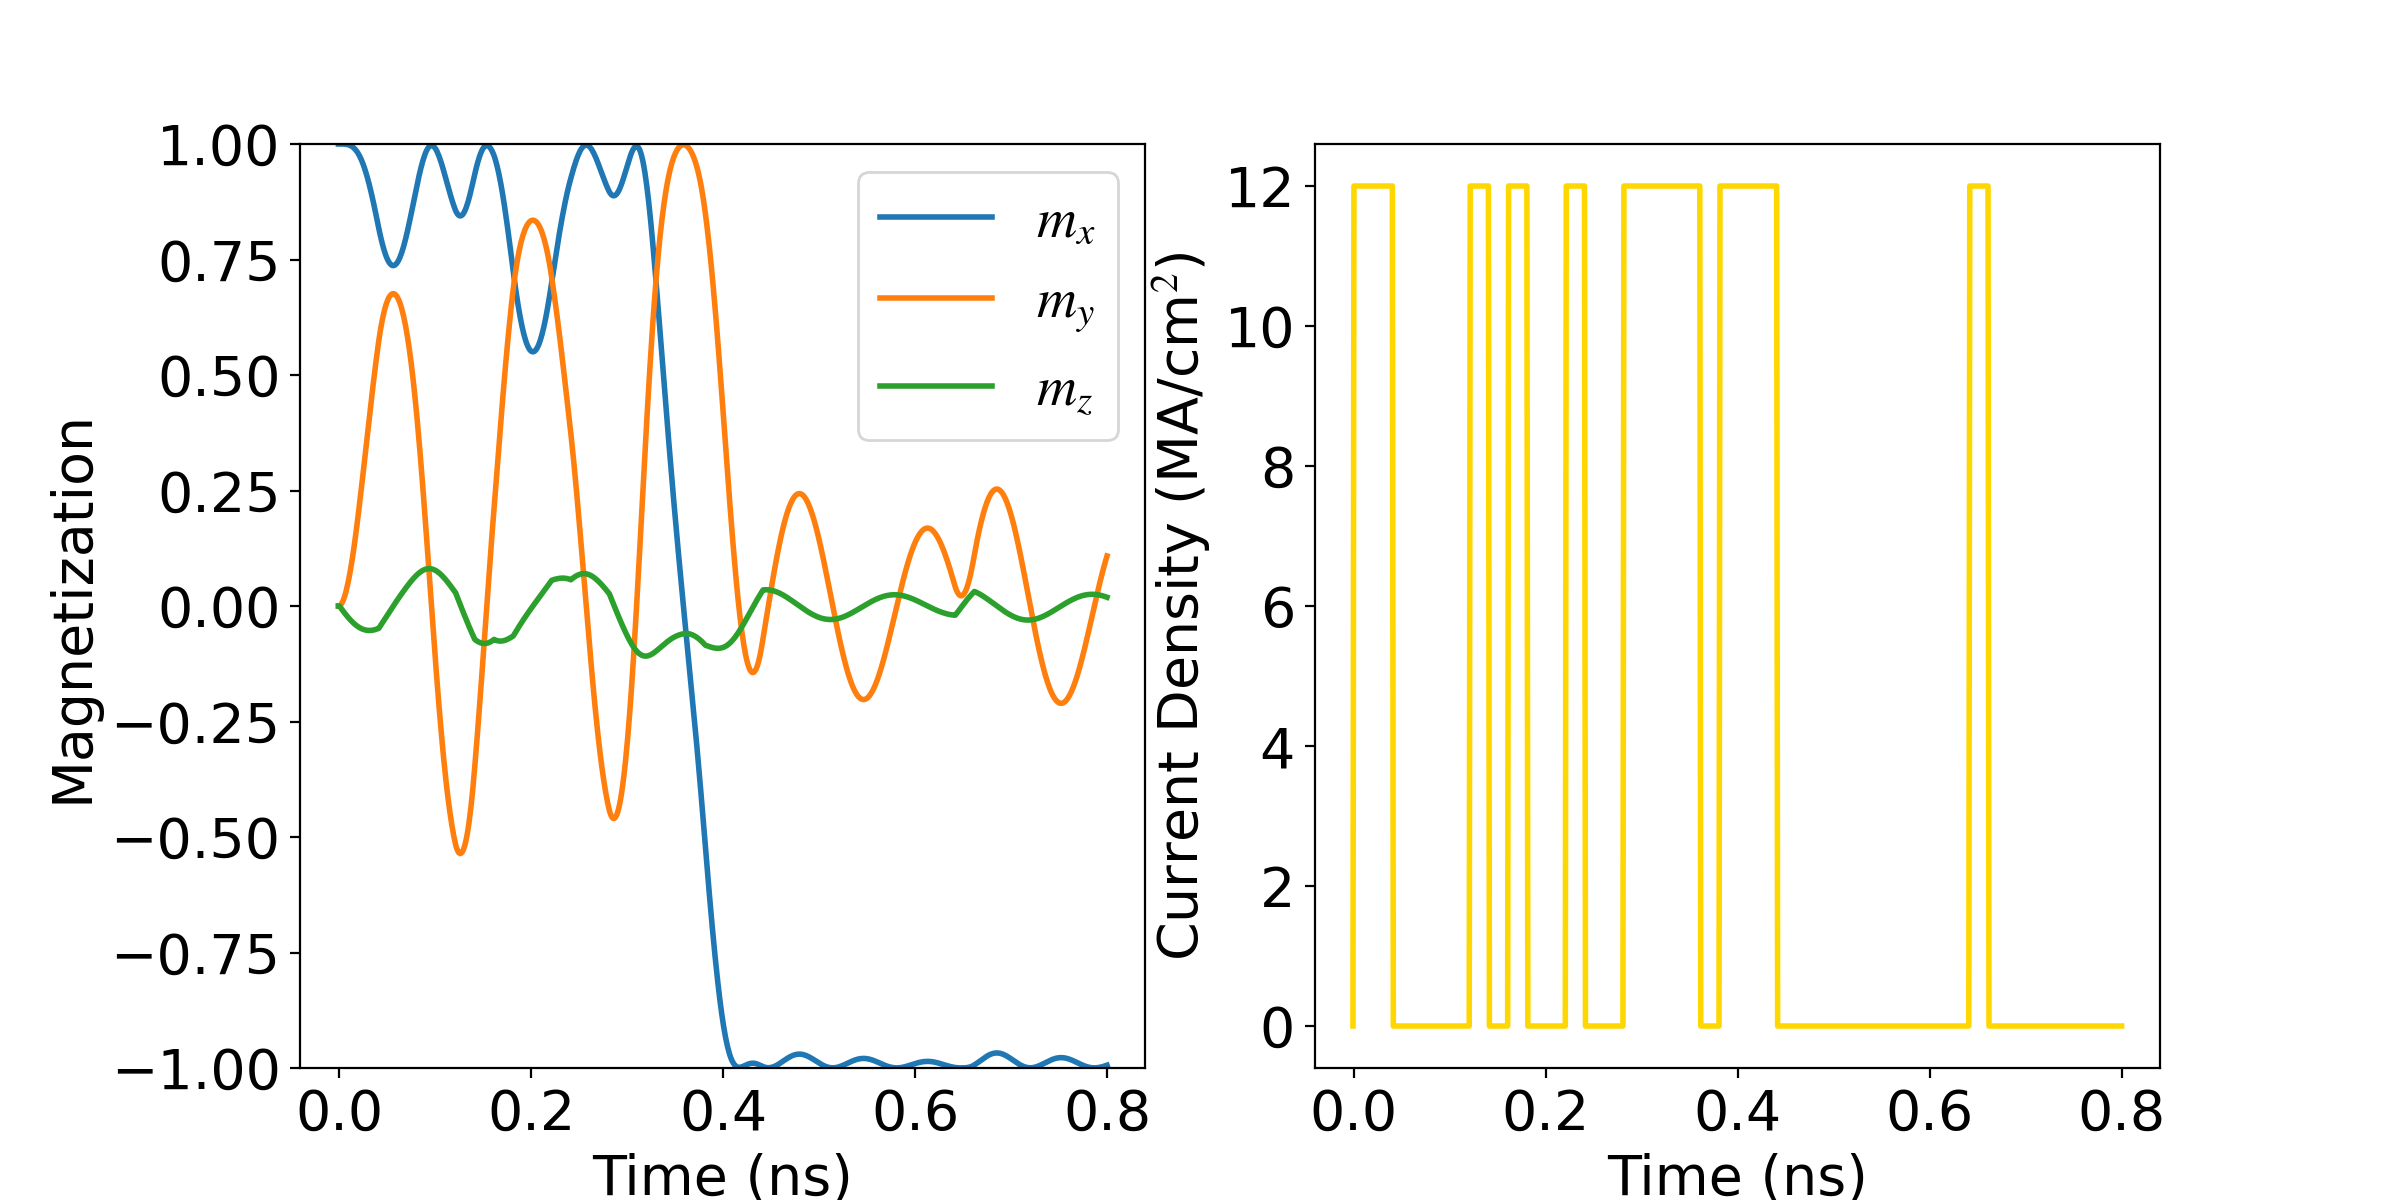 1.00
0.75
0.50
0.25
0.00
−0.25
−0.50
−0.75
−1.00
Magnetization
0.0 0.2 0.4 0.6 0.8
Time (ns)
m_x
m_y
m_z
12
10
8
6
4
2
0
Current Density (MA/cm²)
0.0 0.2 0.4 0.6 0.8
Time (ns)